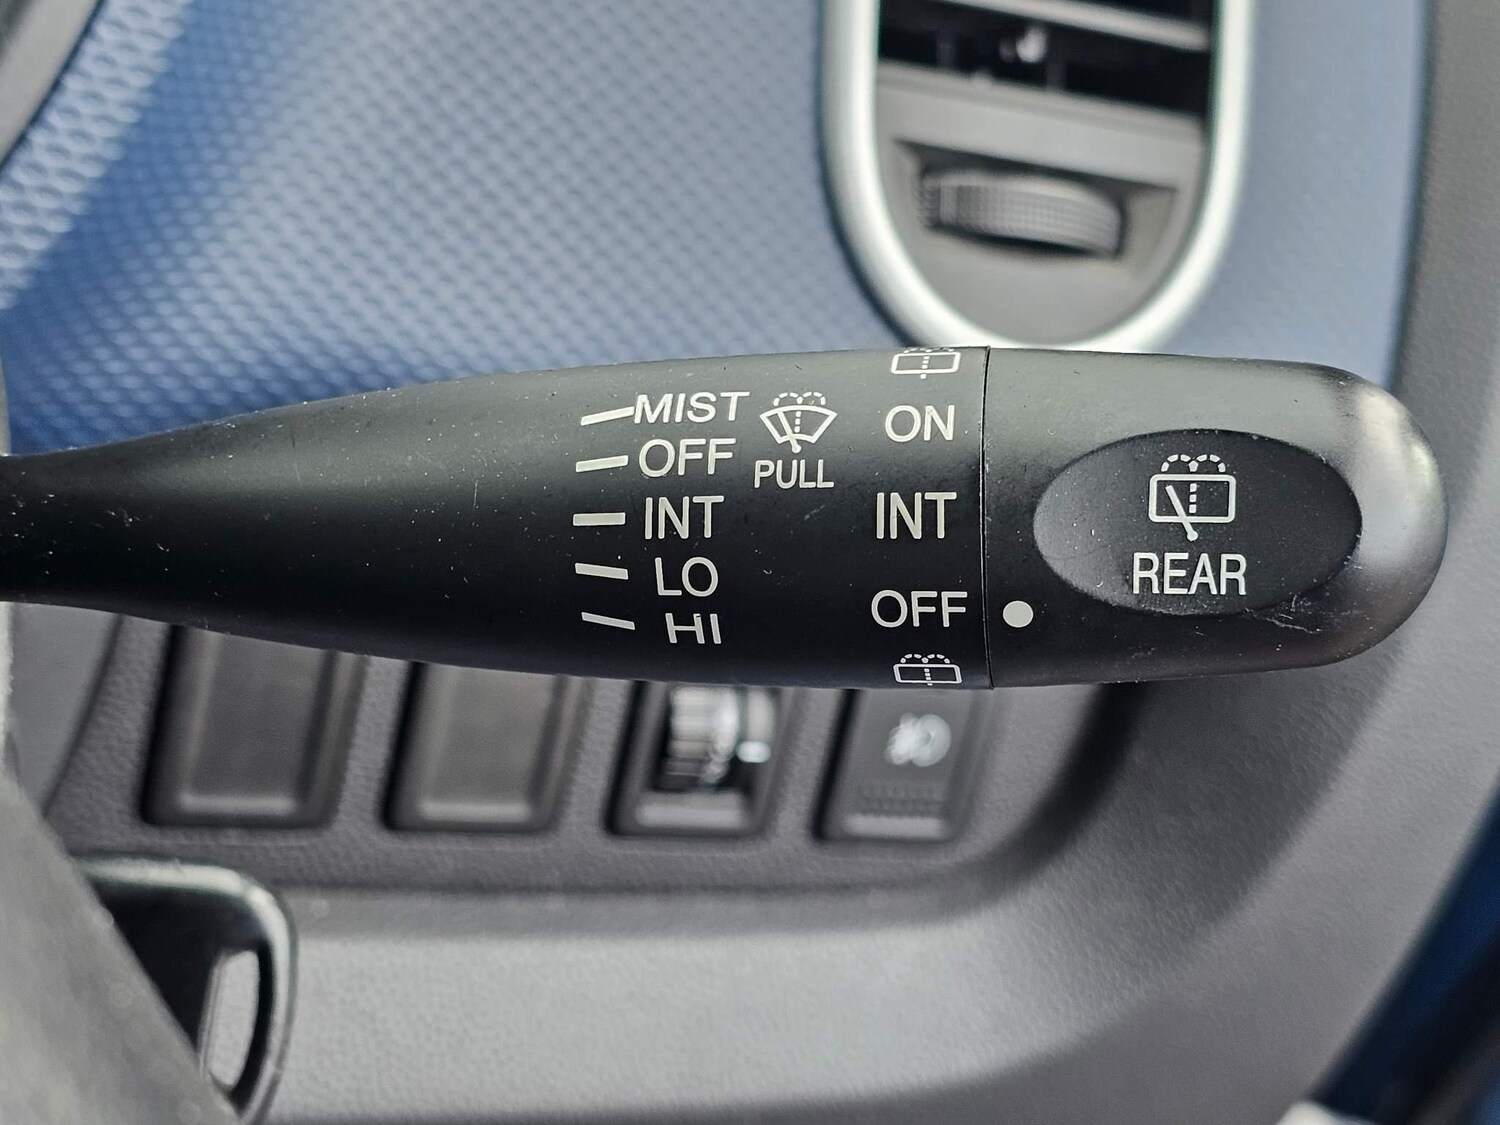 MIST
OFF
INT
LO
HI
PULL
ON
INT
OFF
REAR